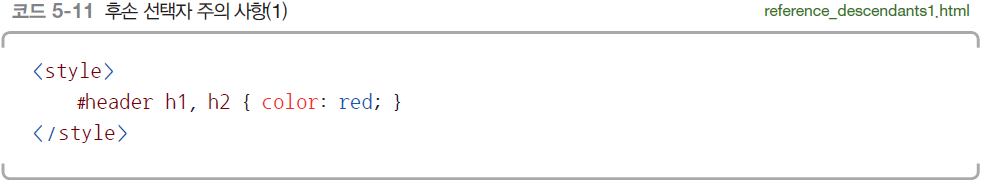 코드 5-11 후손 선택자 주의 사항(1) reference_descendants1.html
<style>
#header h1, h2 { color: red; }
</style>